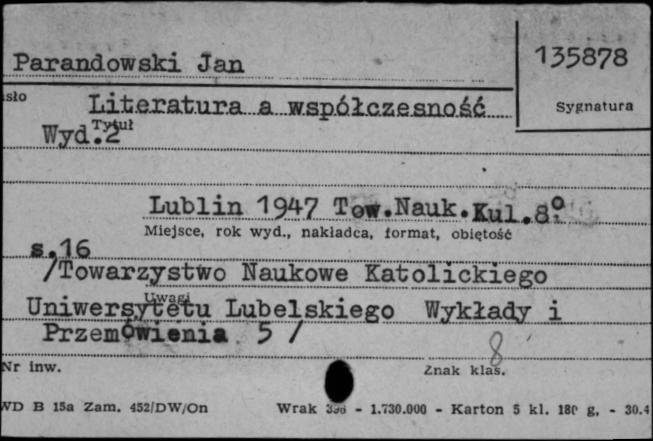 Parandowski Jan
135878
Literatura a współczesność
Sygnatura
Tytuł
Wyd.2
Lublin 1947 Tow.Nauk.Kul.8°
Miejsce, rok wyd., nakładca, format, objętość
s.16
/Towarzystwo Naukowe Katolickiego
Uwagi
Uniwersytetu Lubelskiego Wykłady i
Przemówienia 5 /
8
Nr inw.
Znak klas.
WD B 15a Zam. 452/DW/On Wrak - 1.730.000 - Karton 5 kl. 180 g. - 30.4